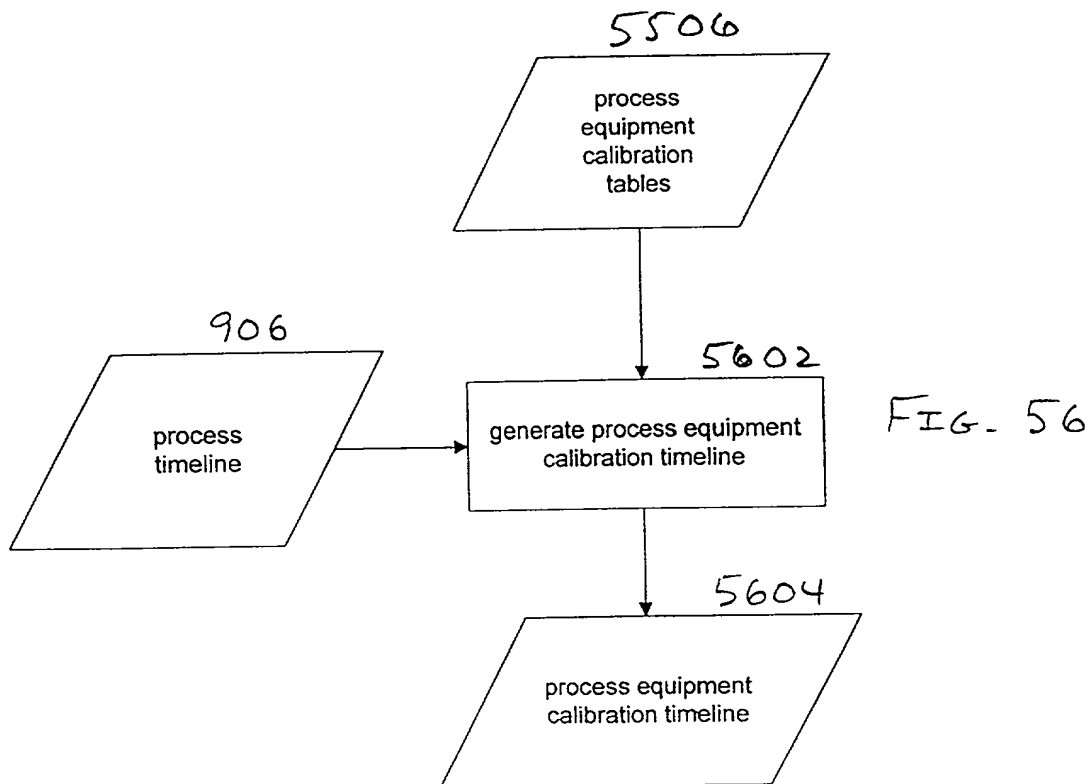 5506
process
equipment
calibration
tables
906
process
timeline
5602
generate process equipment
calibration timeline
FIG. 56
5604
process equipment
calibration timeline